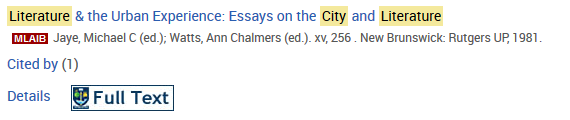 Literature & the Urban Experience: Essays on the City and Literature
MLAIB Jaye, Michael C (ed.); Watts, Ann Chalmers (ed.). xv, 256 . New Brunswick: Rutgers UP, 1981.
Cited by (1)
Details Full Text